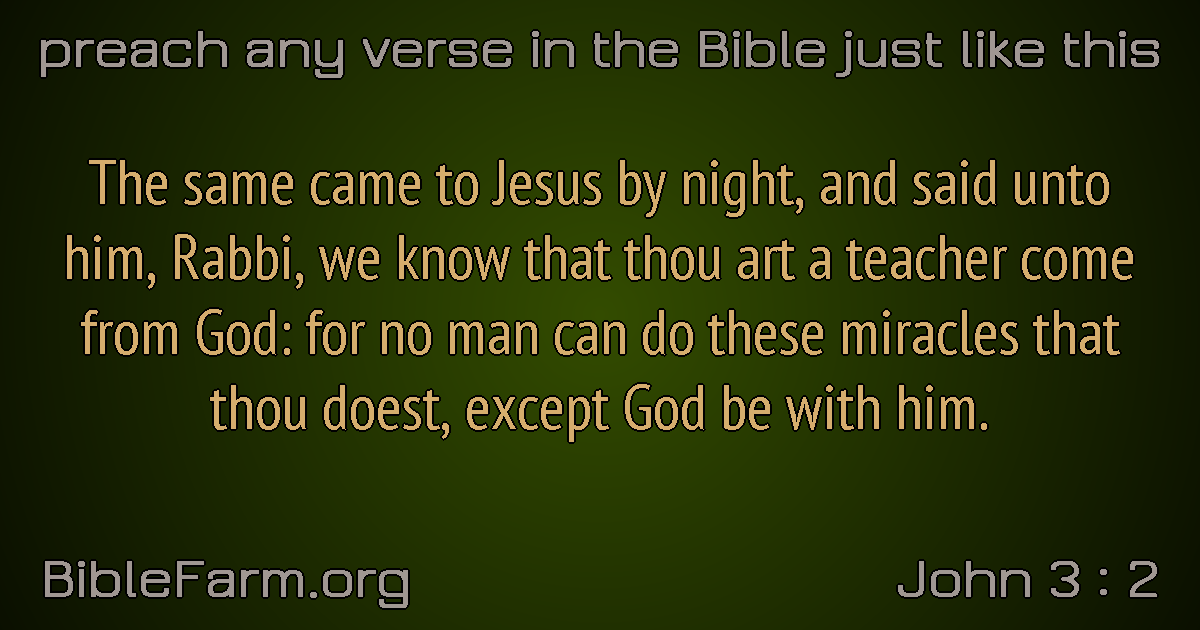 preach any verse in the Bible just like this
The same came to Jesus by night, and said unto
him, Rabbi, we know that thou art a teacher come
from God: for no man can do these miracles that
thou doest, except God be with him.
BibleFarm.org
John 3 : 2